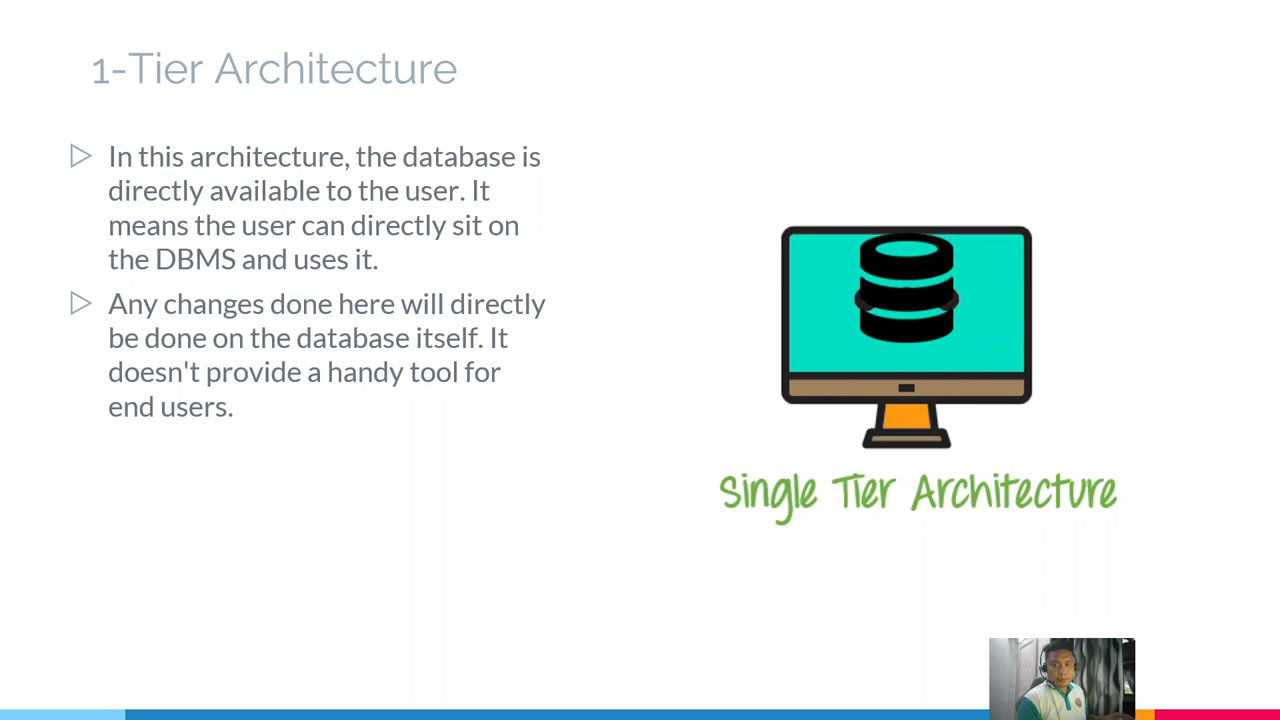 1-Tier Architecture
In this architecture, the database is
directly available to the user. It
means the user can directly sit on
the DBMS and uses it.
Any changes done here will directly
be done on the database itself. It
doesn't provide a handy tool for
end users.
Single Tier Architecture